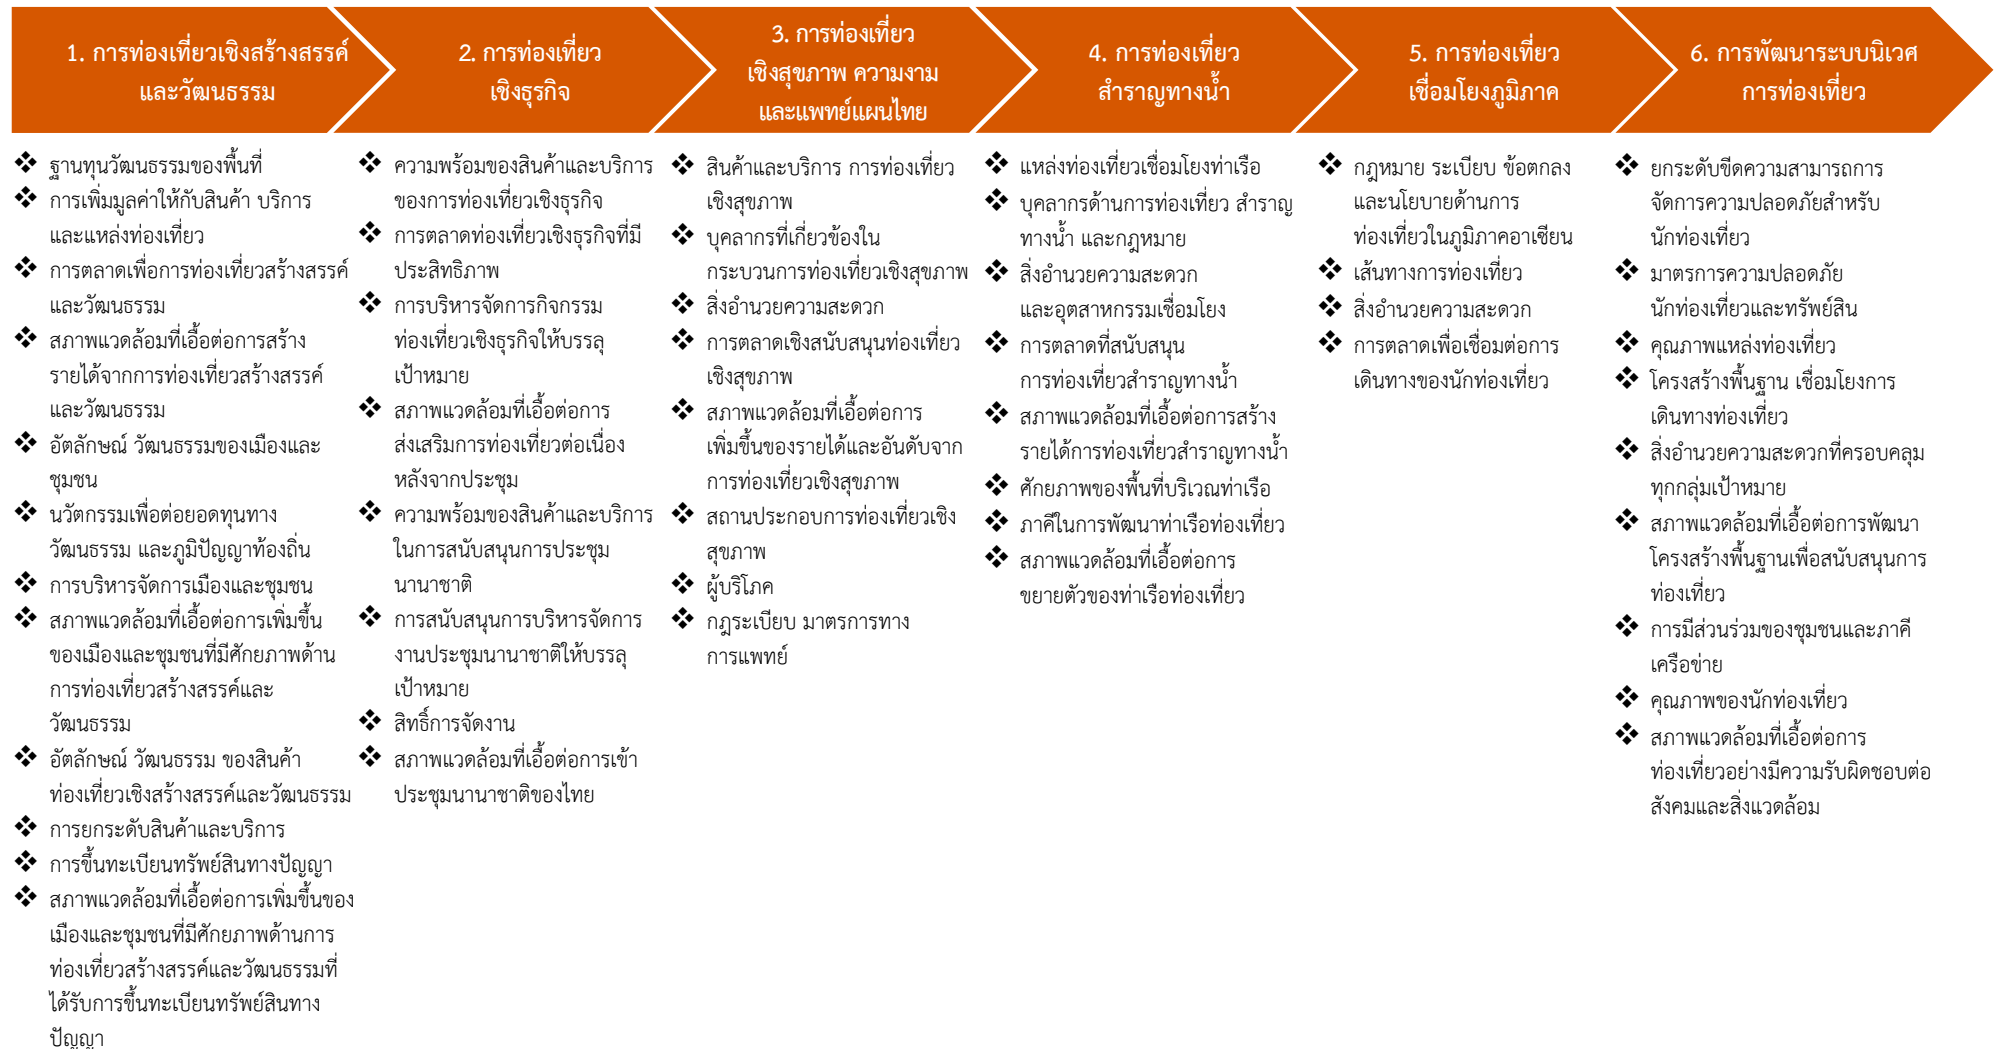 1. การท่องเที่ยวเชิงสร้างสรรค์
และวัฒนธรรม
2. การท่องเที่ยว
เชิงธุรกิจ
3. การท่องเที่ยว
เชิงสุขภาพ ความงาม
และแพทย์แผนไทย
4. การท่องเที่ยว
สำราญทางน้ำ
5. การท่องเที่ยว
เชื่อมโยงภูมิภาค
6. การพัฒนาระบบนิเวศ
การท่องเที่ยว
❖ ฐานทุนวัฒนธรรมของพื้นที่
❖ การเพิ่มมูลค่าให้กับสินค้า บริการ
และแหล่งท่องเที่ยว
❖ การตลาดเพื่อการท่องเที่ยวสร้างสรรค์
และวัฒนธรรม
❖ สภาพแวดล้อมที่เอื้อต่อการสร้าง
รายได้จากการท่องเที่ยวสร้างสรรค์
และวัฒนธรรม
❖ อัตลักษณ์ วัฒนธรรมของเมืองและ
ชุมชน
❖ นวัตกรรมเพื่อต่อยอดทุนทาง
วัฒนธรรม และภูมิปัญญาท้องถิ่น
❖ การบริหารจัดการเมืองและชุมชน
❖ สภาพแวดล้อมที่เอื้อต่อการเพิ่มขึ้น
ของเมืองและชุมชนที่มีศักยภาพด้าน
การท่องเที่ยวสร้างสรรค์และ
วัฒนธรรม
❖ อัตลักษณ์ วัฒนธรรม ของสินค้า
ท่องเที่ยวเชิงสร้างสรรค์และวัฒนธรรม
❖ การยกระดับสินค้าและบริการ
❖ การขึ้นทะเบียนทรัพย์สินทางปัญญา
❖ สภาพแวดล้อมที่เอื้อต่อการเพิ่มขึ้นของ
เมืองและชุมชนที่มีศักยภาพด้านการ
ท่องเที่ยวสร้างสรรค์และวัฒนธรรมที่
ได้รับการขึ้นทะเบียนทรัพย์สินทาง
ปัญญา
❖ ความพร้อมของสินค้าและบริการ
ของการท่องเที่ยวเชิงธุรกิจ
❖ การตลาดท่องเที่ยวเชิงธุรกิจที่มี
ประสิทธิภาพ
❖ การบริหารจัดการกิจกรรม
ท่องเที่ยวเชิงธุรกิจให้บรรลุ
เป้าหมาย
❖ สภาพแวดล้อมที่เอื้อต่อการ
ส่งเสริมการท่องเที่ยวต่อเนื่อง
หลังจากประชุม
❖ ความพร้อมของสินค้าและบริการ
ในการสนับสนุนการประชุม
นานาชาติ
❖ การสนับสนุนการบริหารจัดการ
งานประชุมนานาชาติให้บรรลุ
เป้าหมาย
❖ สิทธิ์การจัดงาน
❖ สภาพแวดล้อมที่เอื้อต่อการเข้า
ประชุมนานาชาติของไทย
❖ สินค้าและบริการ การท่องเที่ยว
เชิงสุขภาพ
❖ บุคลากรที่เกี่ยวข้องใน
กระบวนการท่องเที่ยวเชิงสุขภาพ
❖ สิ่งอำนวยความสะดวก
❖ การตลาดเชิงสนับสนุนท่องเที่ยว
เชิงสุขภาพ
❖ สภาพแวดล้อมที่เอื้อต่อการ
เพิ่มขึ้นของรายได้และอันดับจาก
การท่องเที่ยวเชิงสุขภาพ
❖ สถานประกอบการท่องเที่ยวเชิง
สุขภาพ
❖ ผู้บริโภค
❖ กฎระเบียบ มาตรการทาง
การแพทย์
❖ แหล่งท่องเที่ยวเชื่อมโยงท่าเรือ
❖ บุคลากรด้านการท่องเที่ยว สำราญ
ทางน้ำ และกฎหมาย
❖ สิ่งอำนวยความสะดวก
และอุตสาหกรรมเชื่อมโยง
❖ การตลาดที่สนับสนุน
การท่องเที่ยวสำราญทางน้ำ
❖ สภาพแวดล้อมที่เอื้อต่อการสร้าง
รายได้การท่องเที่ยวสำราญทางน้ำ
❖ ศักยภาพของพื้นที่บริเวณท่าเรือ
❖ ภาคีในการพัฒนาท่าเรือท่องเที่ยว
❖ สภาพแวดล้อมที่เอื้อต่อการ
ขยายตัวของท่าเรือท่องเที่ยว
❖ กฎหมาย ระเบียบ ข้อตกลง
และนโยบายด้านการ
ท่องเที่ยวในภูมิภาคอาเซียน
❖ เส้นทางการท่องเที่ยว
❖ สิ่งอำนวยความสะดวก
❖ การตลาดเพื่อเชื่อมต่อการ
เดินทางของนักท่องเที่ยว
❖ ยกระดับขีดความสามารถการ
จัดการความปลอดภัยสำหรับ
นักท่องเที่ยว
❖ มาตรการความปลอดภัย
นักท่องเที่ยวและทรัพย์สิน
❖ คุณภาพแหล่งท่องเที่ยว
❖ โครงสร้างพื้นฐาน เชื่อมโยงการ
เดินทางท่องเที่ยว
❖ สิ่งอำนวยความสะดวกที่ครอบคลุม
ทุกกลุ่มเป้าหมาย
❖ สภาพแวดล้อมที่เอื้อต่อการพัฒนา
โครงสร้างพื้นฐานเพื่อสนับสนุนการ
ท่องเที่ยว
❖ การมีส่วนร่วมของชุมชนและภาคี
เครือข่าย
❖ คุณภาพของนักท่องเที่ยว
❖ สภาพแวดล้อมที่เอื้อต่อการ
ท่องเที่ยวอย่างมีความรับผิดชอบต่อ
สังคมและสิ่งแวดล้อม